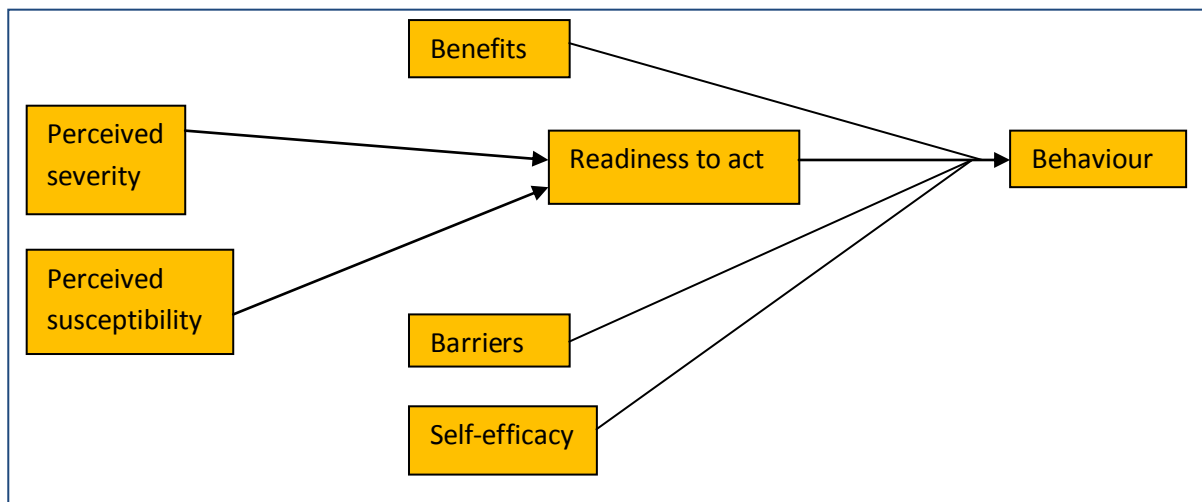 Benefits
Perceived
severity
Readiness to act
Behaviour
Perceived
susceptibility
Barriers
Self-efficacy